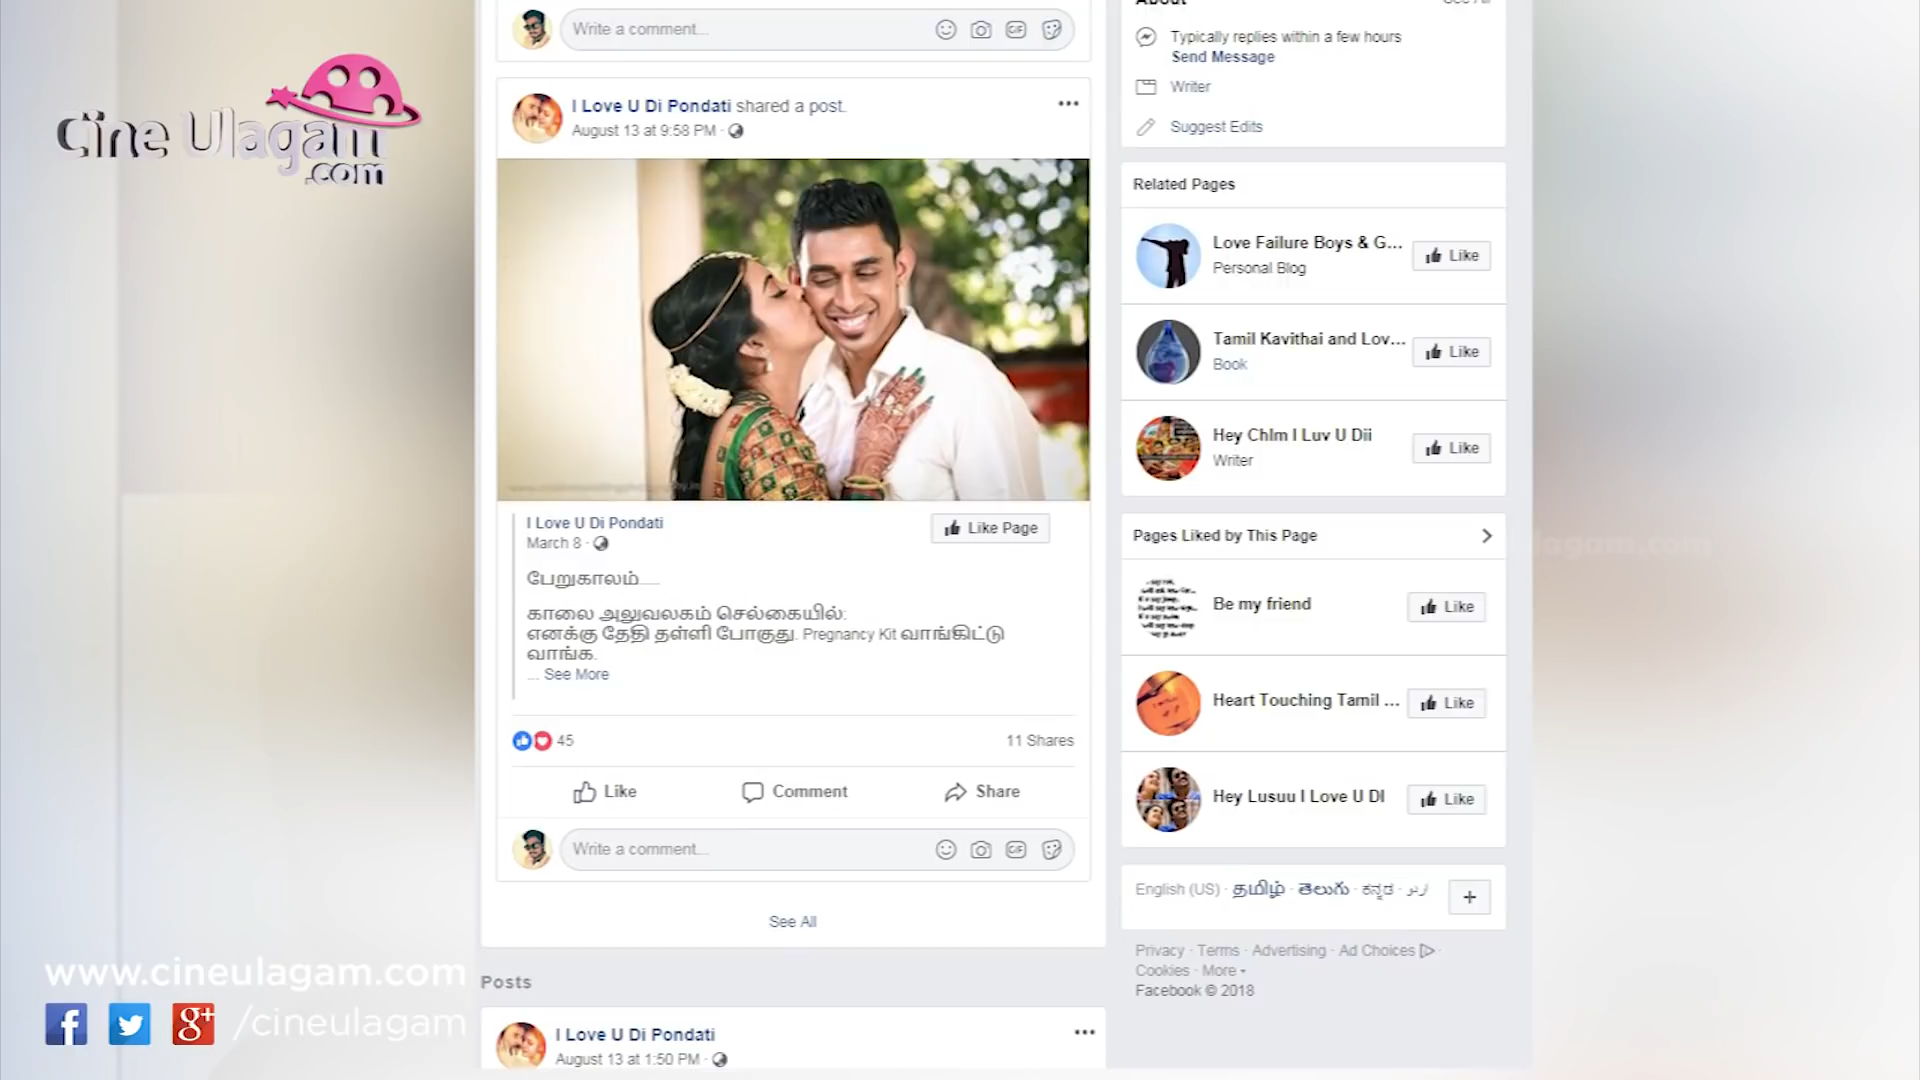 Cine Ulagam
.com
Write a comment...
I Love U Di Pondati shared a post.
August 13 at 9:58 PM ·
I Love U Di Pondati
March 8 ·
Like Page
பேறுகாலம்.....
காலை அலுவலகம் செல்கையில்:
எனக்கு தேதி தள்ளி போகுது. Pregnancy Kit வாங்கிட்டு
வாங்க.
... See More
45
11 Shares
Like
Comment
Share
Write a comment...
See All
Posts
I Love U Di Pondati
August 13 at 1:50 PM ·
About
See All
Typically replies within a few hours
Send Message
Writer
Suggest Edits
Related Pages
Love Failure Boys & G...
Personal Blog
Like
Tamil Kavithai and Lov...
Book
Like
Hey Chlm I Luv U Dii
Writer
Like
Pages Liked by This Page
Be my friend
Like
Heart Touching Tamil ...
Like
Hey Lusuu I Love U DI
Like
English (US) · தமிழ் · తెలుగు · ಕನ್ನಡ · اردو
Privacy · Terms · Advertising · Ad Choices ·
Cookies · More
Facebook © 2018
www.cineulagam.com
/cineulagam